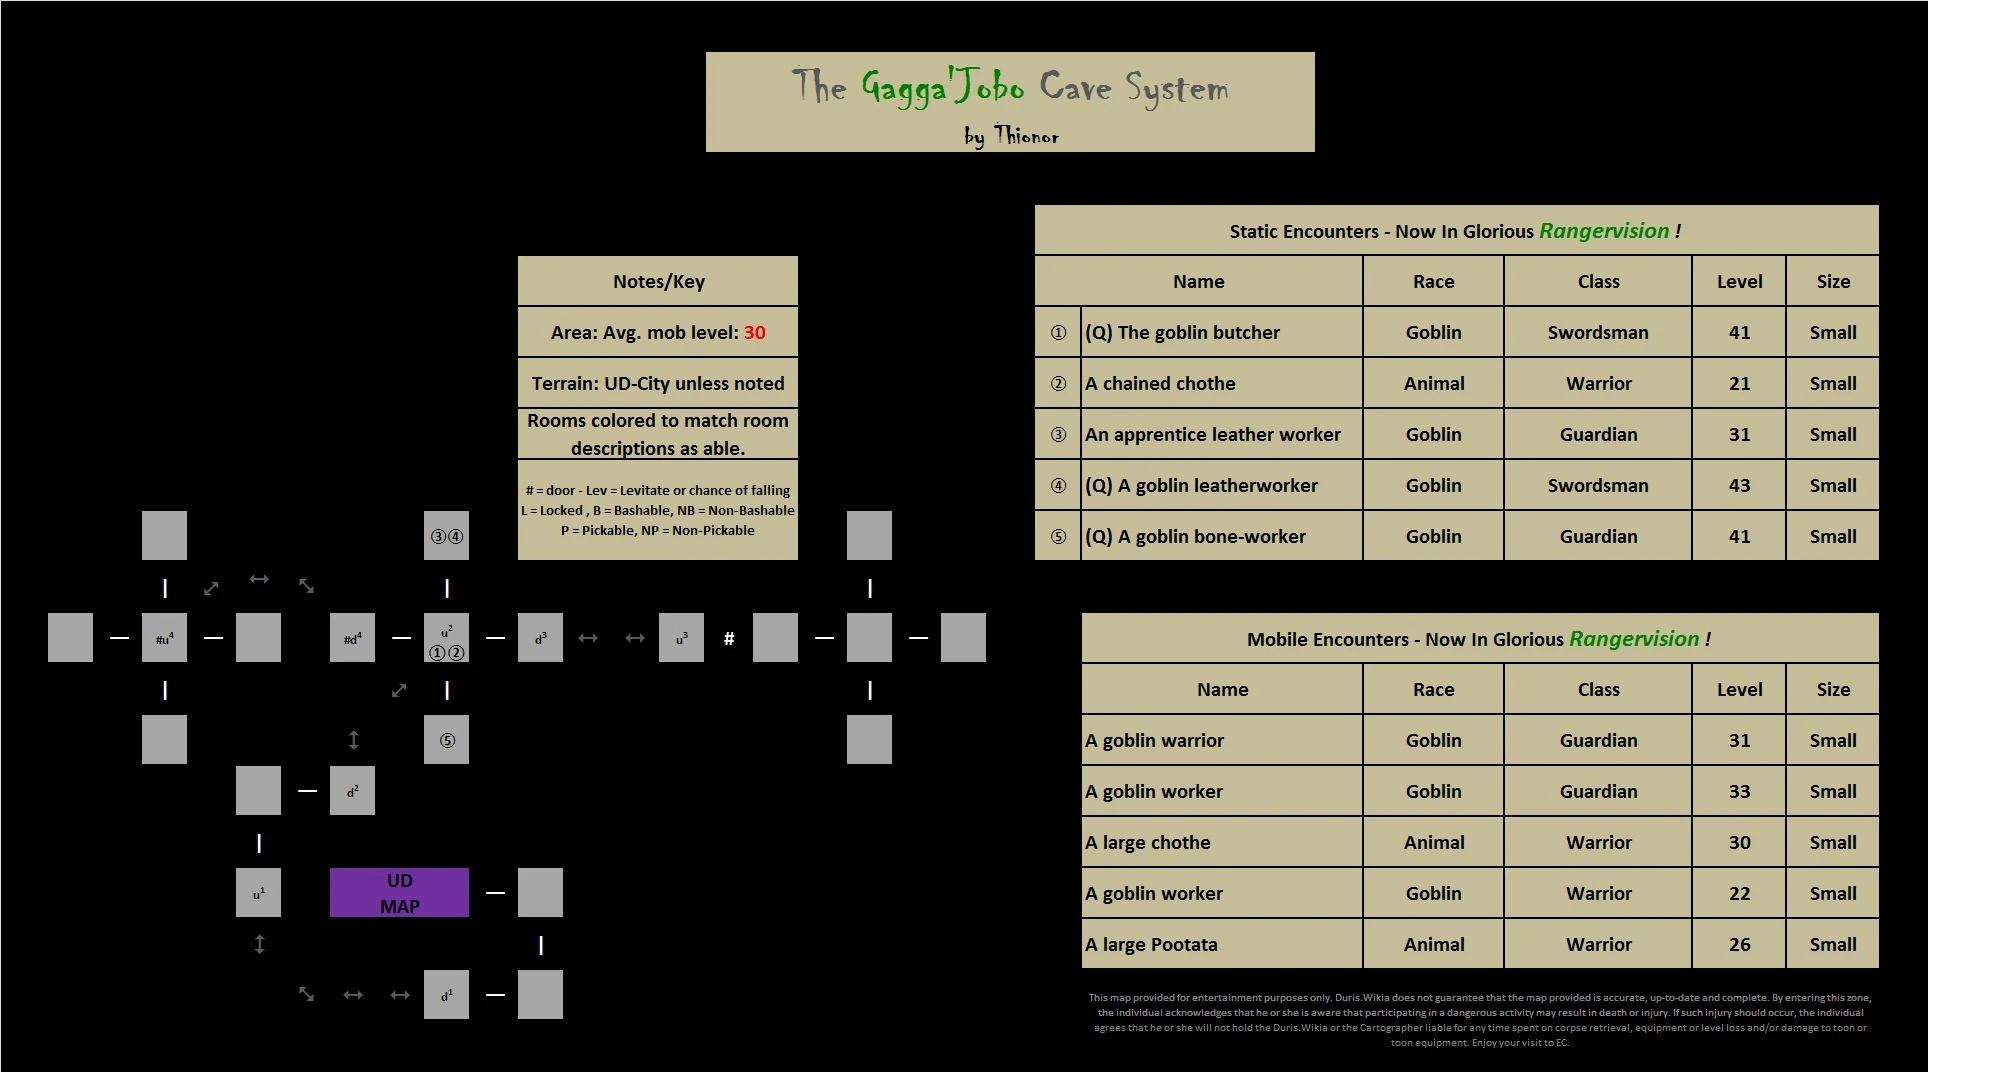 The Gagga'Jobo Cave System
by Thionor
Static Encounters - Now In Glorious Rangervision !
Name Race Class Level Size
① (Q) The goblin butcher Goblin Swordsman 41 Small
② A chained chothe Animal Warrior 21 Small
③ An apprentice leather worker Goblin Guardian 31 Small
④ (Q) A goblin leatherworker Goblin Swordsman 43 Small
⑤ (Q) A goblin bone-worker Goblin Guardian 41 Small
Notes/Key
Area: Avg. mob level: 30
Terrain: UD-City unless noted
Rooms colored to match room
descriptions as able.
# = door - Lev = Levitate or chance of falling
L = Locked , B = Bashable, NB = Non-Bashable
P = Pickable, NP = Non-Pickable
③④
#u⁴ #d⁴ u² d³ u³ #
①②
⑤
d²
u¹
UD
MAP
d¹
Mobile Encounters - Now In Glorious Rangervision !
Name Race Class Level Size
A goblin warrior Goblin Guardian 31 Small
A goblin worker Goblin Guardian 33 Small
A large chothe Animal Warrior 30 Small
A goblin worker Goblin Warrior 22 Small
A large Pootata Animal Warrior 26 Small
This map provided for entertainment purposes only. Duris.Wikia does not guarantee that the map provided is accurate, up-to-date and complete. By entering this zone,
the individual acknowledges that he or she is aware that participating in a dangerous activity may result in death or injury. If such injury should occur, the individual
agrees that he or she will not hold the Duris.Wikia or the Cartographer liable for any time spent on corpse retrieval, equipment or level loss and/or damage to toon or
toon equipment. Enjoy your visit to EC.